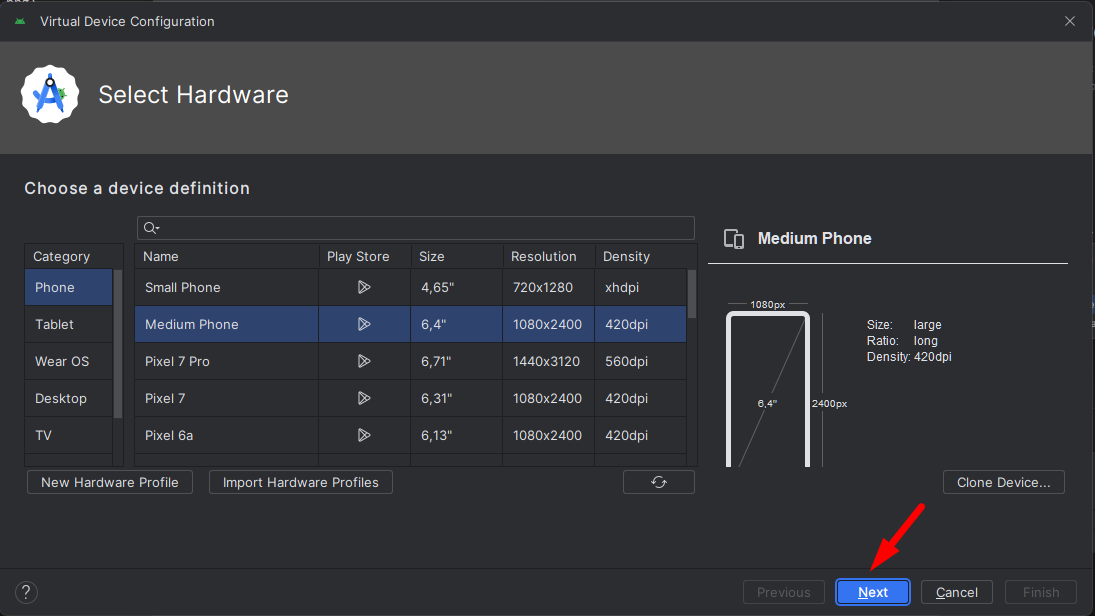 Virtual Device Configuration
Select Hardware
Choose a device definition
Category
Phone
Tablet
Wear OS
Desktop
TV
Name Play Store Size Resolution Density
Small Phone 4,65" 720x1280 xhdpi
Medium Phone 6,4" 1080x2400 420dpi
Pixel 7 Pro 6,71" 1440x3120 560dpi
Pixel 7 6,31" 1080x2400 420dpi
Pixel 6a 6,13" 1080x2400 420dpi
New Hardware Profile
Import Hardware Profiles
Medium Phone
1080px
6,4"
2400px
Size: large
Ratio: long
Density: 420dpi
Clone Device...
?
Previous
Next
Cancel
Finish